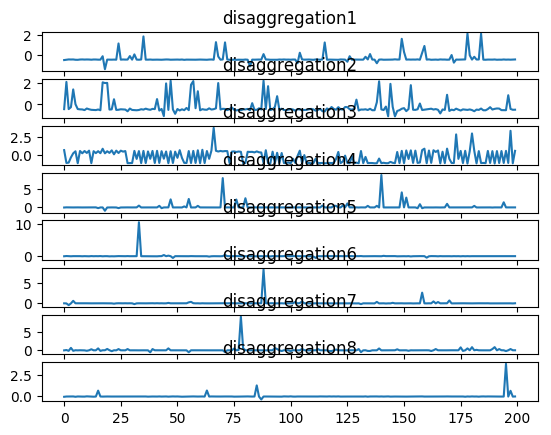 disaggregation1
2
0
disaggregation2
2
0
disaggregation3
2.5
0.0
disaggregation4
5
0
disaggregation5
10
0
disaggregation6
5
0
disaggregation7
5
0
disaggregation8
2.5
0.0
0 25 50 75 100 125 150 175 200